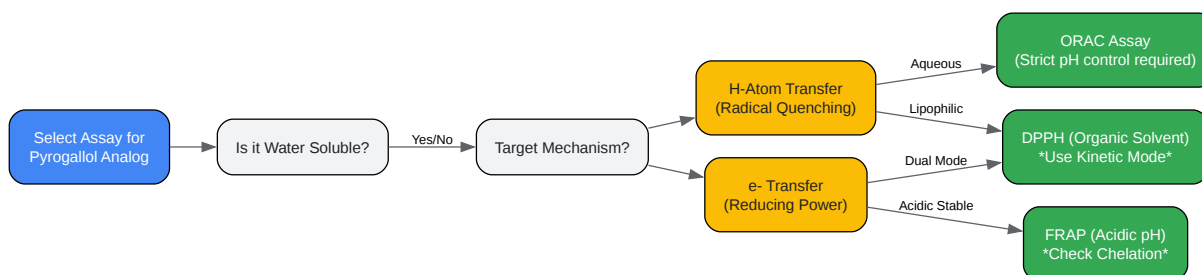 Select Assay for
Pyrogallol Analog
Is it Water Soluble?
Yes/No
Target Mechanism?
H-Atom Transfer
(Radical Quenching)
e- Transfer
(Reducing Power)
Aqueous
Lipophilic
Dual Mode
Acidic Stable
ORAC Assay
(Strict pH control required)
DPPH (Organic Solvent)
*Use Kinetic Mode*
FRAP (Acidic pH)
*Check Chelation*